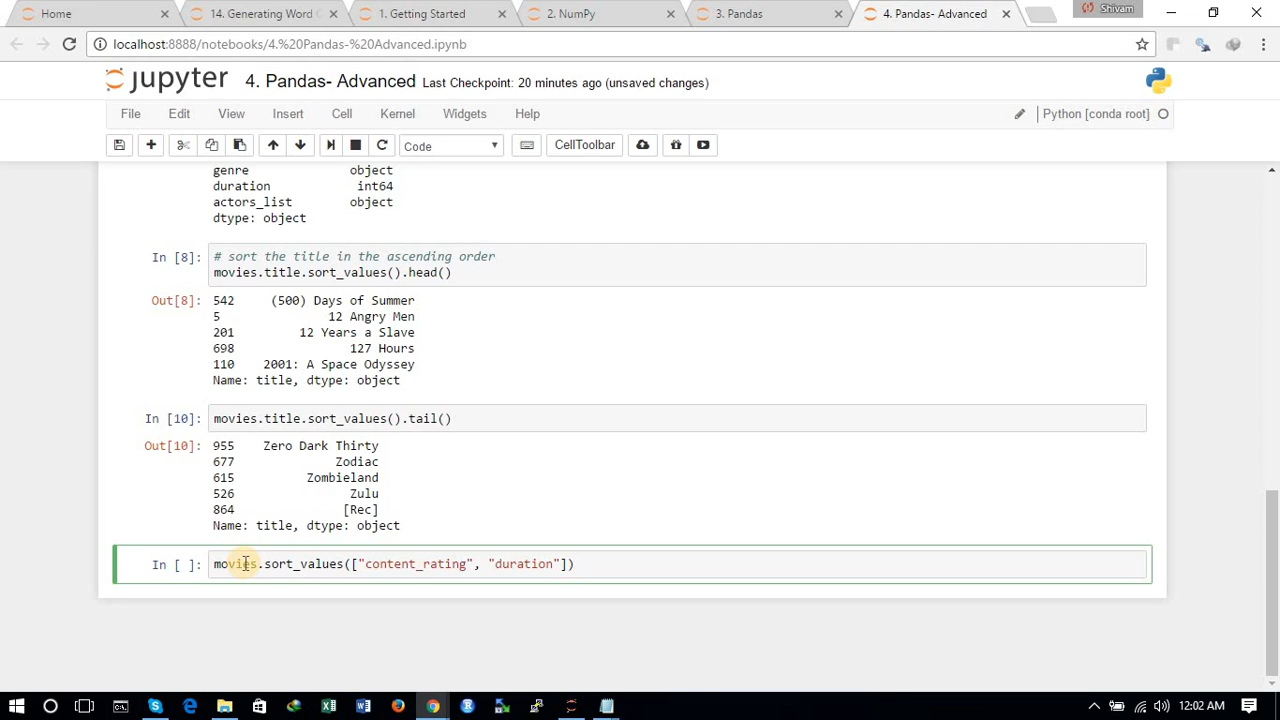 Home
14. Generating Word C
1. Getting Started
2. NumPy
3. Pandas
4. Pandas- Advanced
Shivam
localhost:8888/notebooks/4.%20Pandas-%20Advanced.ipynb
jupyter 4. Pandas- Advanced Last Checkpoint: 20 minutes ago (unsaved changes)
File Edit View Insert Cell Kernel Widgets Help Python [conda root]
Code CellToolbar
genre object
duration int64
actors_list object
dtype: object
In [8]: # sort the title in the ascending order
movies.title.sort_values().head()
Out[8]: 542 (500) Days of Summer
5 12 Angry Men
201 12 Years a Slave
698 127 Hours
110 2001: A Space Odyssey
Name: title, dtype: object
In [10]: movies.title.sort_values().tail()
Out[10]: 955 Zero Dark Thirty
677 Zodiac
615 Zombieland
526 Zulu
864 [Rec]
Name: title, dtype: object
In [ ]: movies.sort_values(["content_rating", "duration"])
12:02 AM